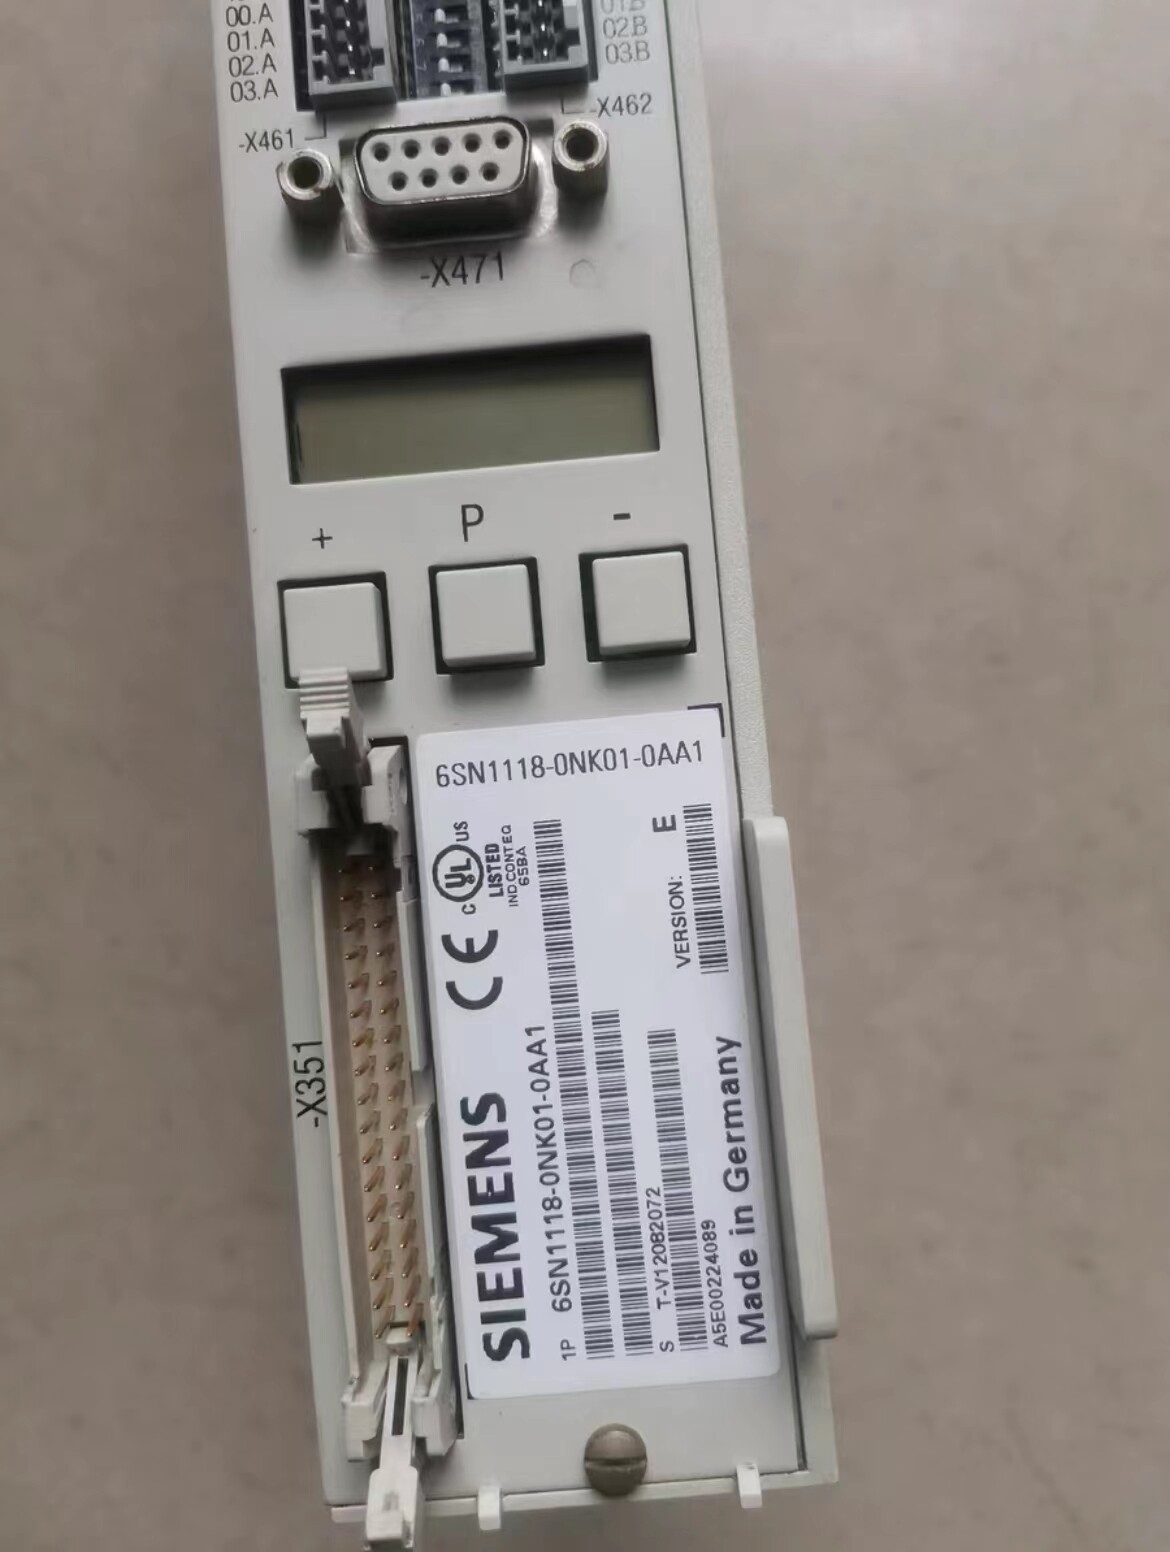 00.A
01.A
02.A
03.A
02.B
03.B
-X461
-X462
-X471
+
P
-
6SN1118-0NK01-0AA1
C UL US
LISTED
IND.CONT.EQ
65BA
CE
VERSION: E
SIEMENS
1P 6SN1118-0NK01-0AA1
S T-V12082072
A5E00224089
Made in Germany
-X351